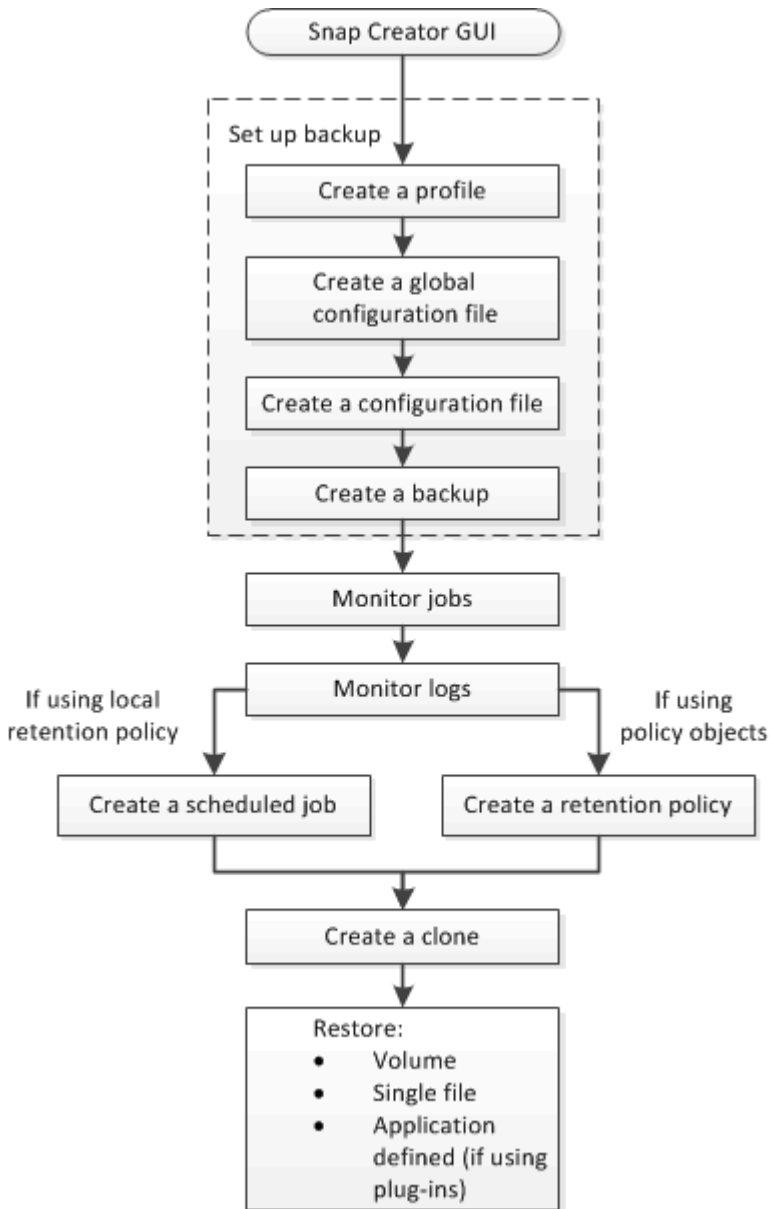 Snap Creator GUI
Set up backup
Create a profile
Create a global
configuration file
Create a configuration file
Create a backup
Monitor jobs
Monitor logs
If using local
retention policy
If using
policy objects
Create a scheduled job
Create a retention policy
Create a clone
Restore:
• Volume
• Single file
• Application
defined (if using
plug-ins)